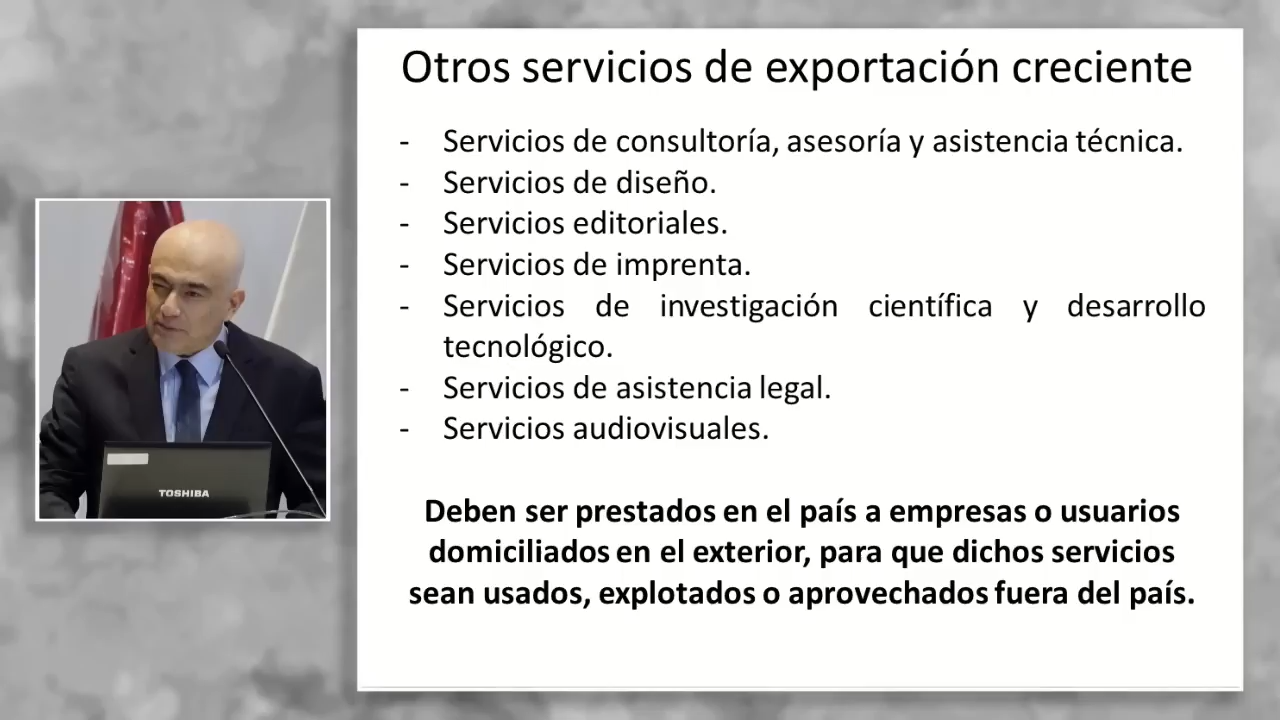 Otros servicios de exportación creciente
- Servicios de consultoría, asesoría y asistencia técnica.
- Servicios de diseño.
- Servicios editoriales.
- Servicios de imprenta.
- Servicios de investigación científica y desarrollo
tecnológico.
- Servicios de asistencia legal.
- Servicios audiovisuales.
Deben ser prestados en el país a empresas o usuarios
domiciliados en el exterior, para que dichos servicios
sean usados, explotados o aprovechados fuera del país.
TOSHIBA